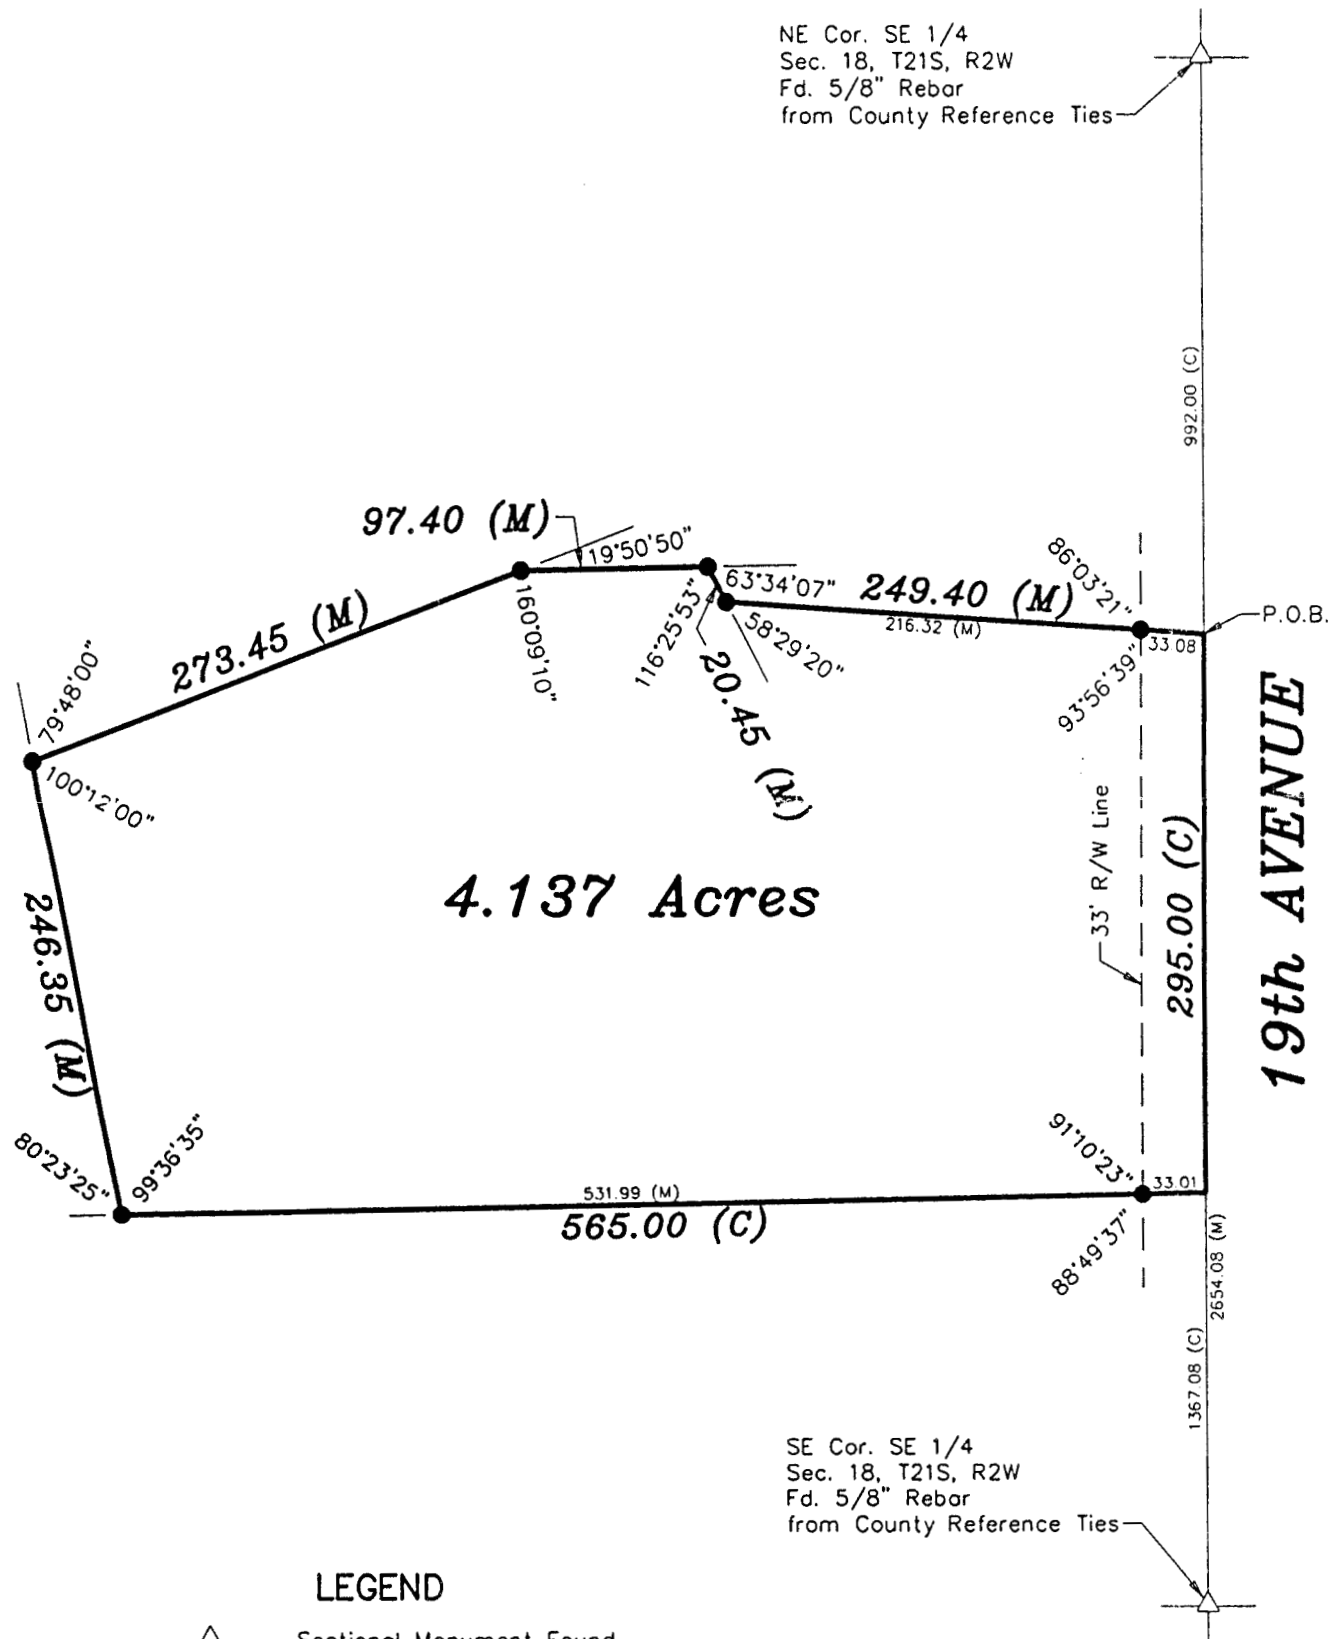 NE Cor. SE 1/4
Sec. 18, T21S, R2W
Fd. 5/8" Rebar
from County Reference Ties
992.00 (C)
97.40 (M)
19°50'50"
63°34'07"
249.40 (M)
216.32 (M)
86°03'21"
P.O.B.
33.08
93°56'39"
273.45 (M)
160°09'10"
116°25'53"
58°29'20"
20.45 (M)
79°48'00"
100°12'00"
4.137 Acres
33' R/W Line
295.00 (C)
19th AVENUE
246.35 (M)
80°23'25"
99°36'35"
531.99 (M)
565.00 (C)
91°10'23"
33.01
88°49'37"
2654.08 (M)
1367.08 (C)
SE Cor. SE 1/4
Sec. 18, T21S, R2W
Fd. 5/8" Rebar
from County Reference Ties
LEGEND
Sectional Monument Found